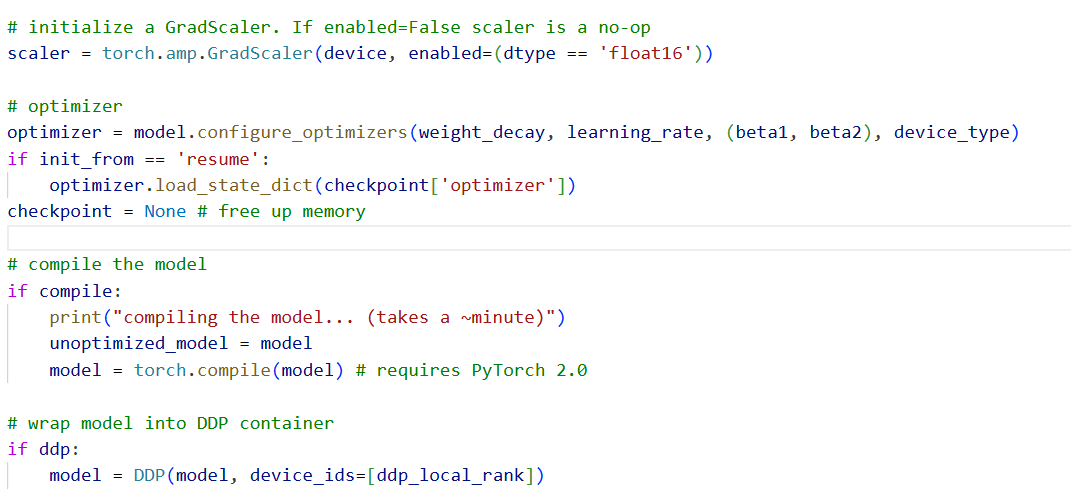 # initialize a GradScaler. If enabled=False scaler is a no-op
scaler = torch.amp.GradScaler(device, enabled=(dtype == 'float16'))
# optimizer
optimizer = model.configure_optimizers(weight_decay, learning_rate, (beta1, beta2), device_type)
if init_from == 'resume':
    optimizer.load_state_dict(checkpoint['optimizer'])
checkpoint = None # free up memory
# compile the model
if compile:
    print("compiling the model... (takes a ~minute)")
    unoptimized_model = model
    model = torch.compile(model) # requires PyTorch 2.0
# wrap model into DDP container
if ddp:
    model = DDP(model, device_ids=[ddp_local_rank])